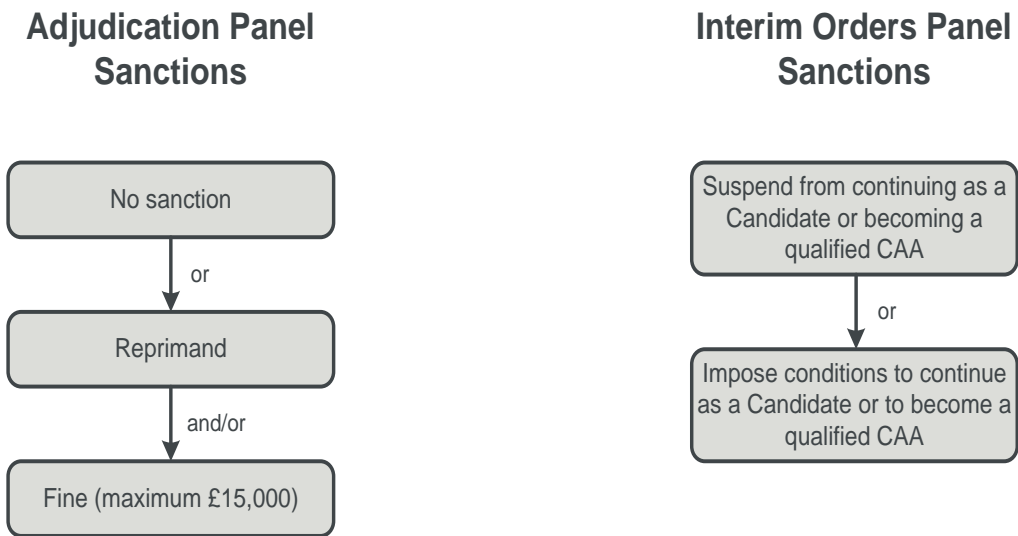 Adjudication Panel
Sanctions
No sanction
or
Reprimand
and/or
Fine (maximum £15,000)
Interim Orders Panel
Sanctions
Suspend from continuing as a
Candidate or becoming a
qualified CAA
or
Impose conditions to continue
as a Candidate or to become a
qualified CAA